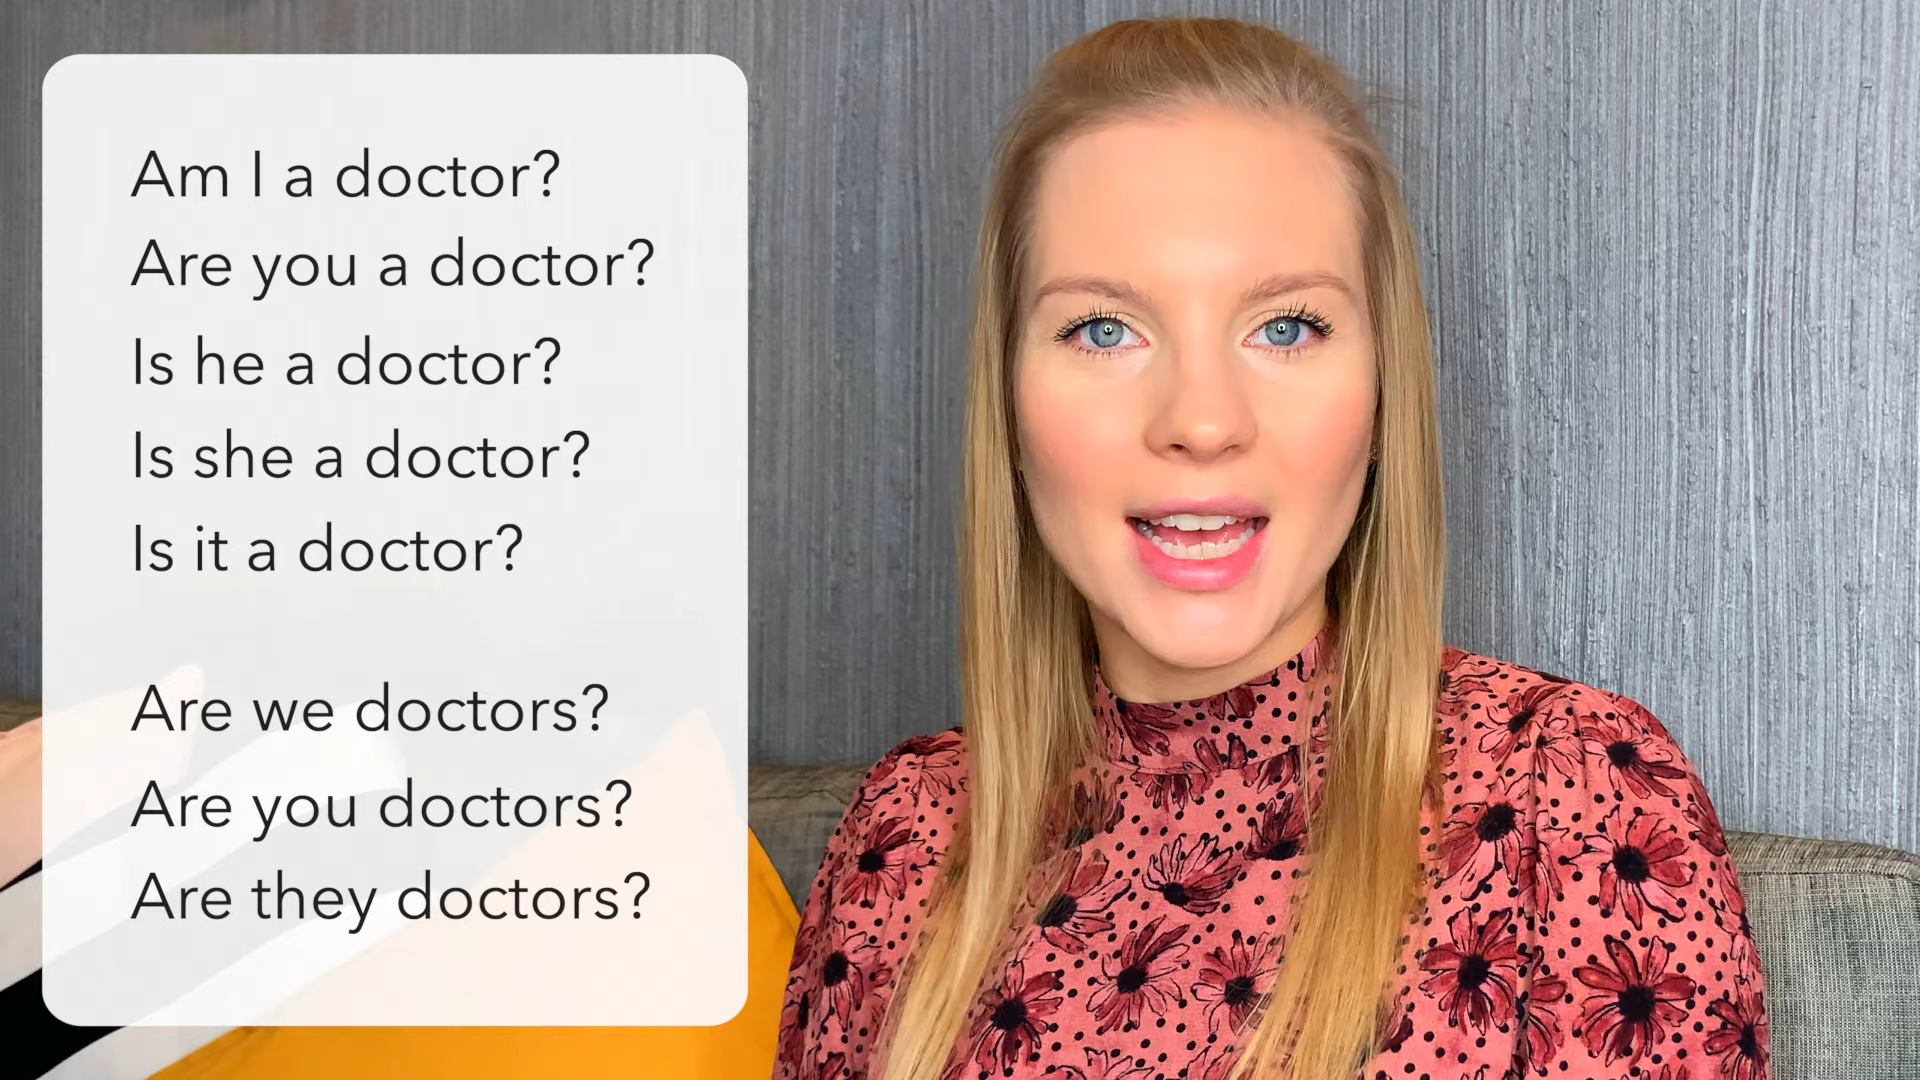 Am I a doctor?
Are you a doctor?
Is he a doctor?
Is she a doctor?
Is it a doctor?
Are we doctors?
Are you doctors?
Are they doctors?